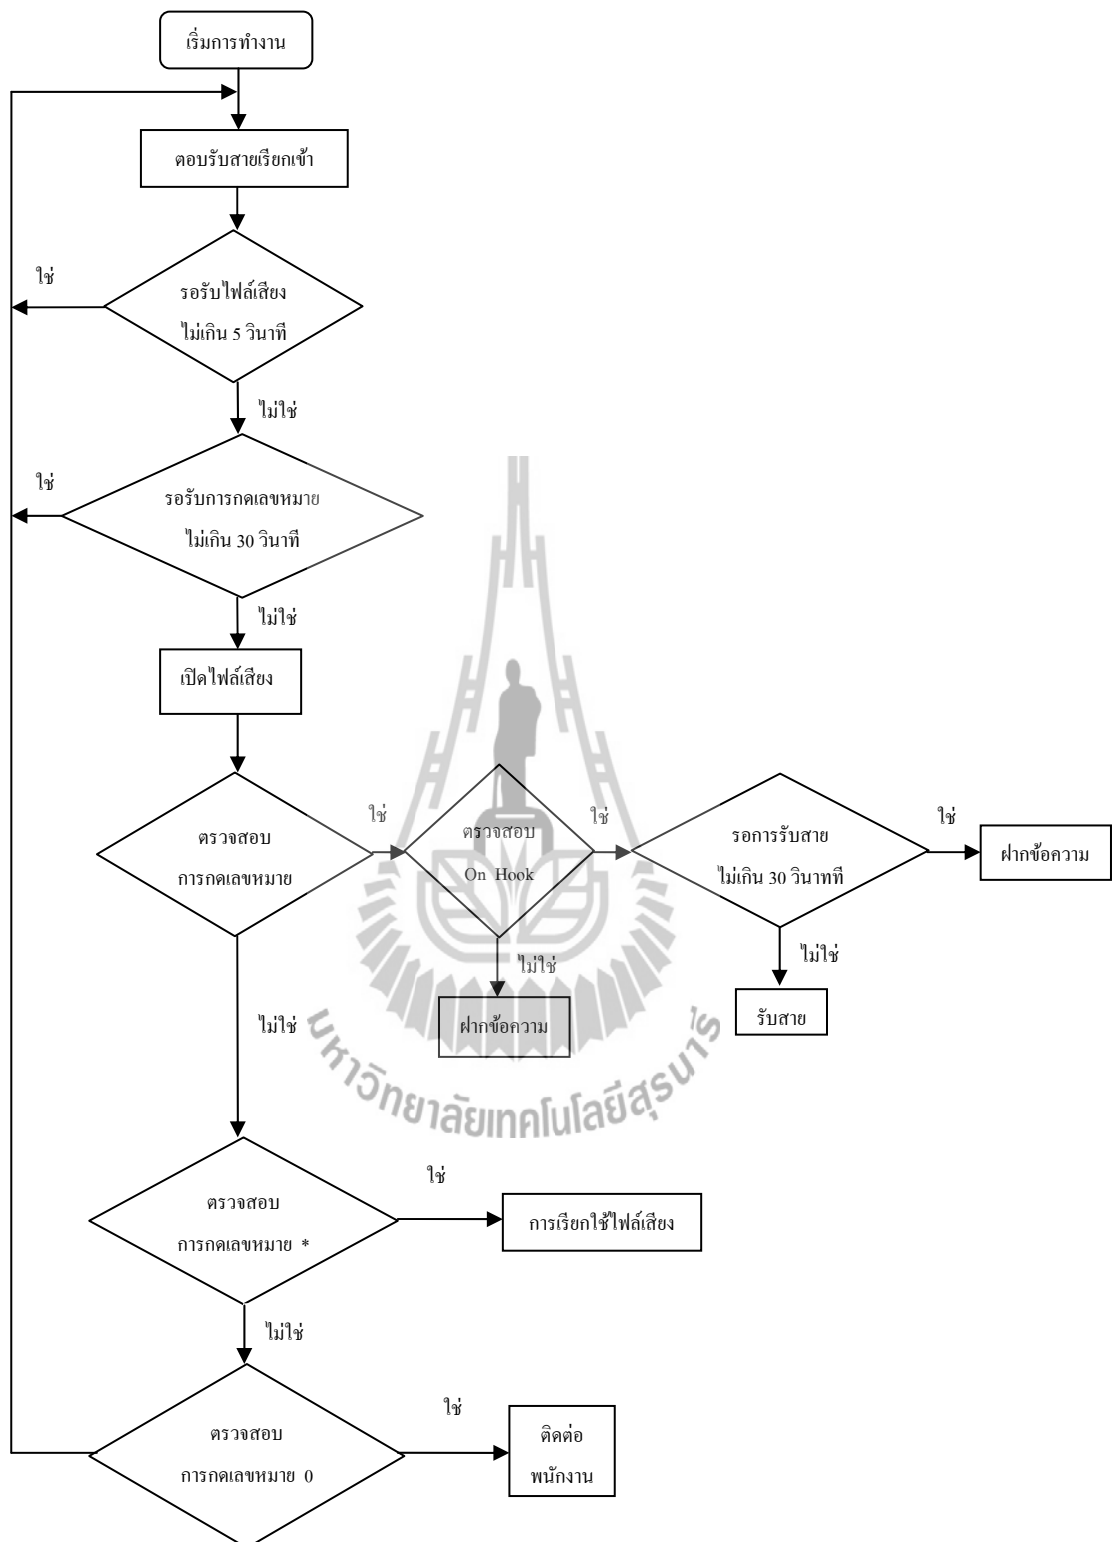 เริ่มการทำงาน
ตอบรับสายเรียกเข้า
ใช่
รอรับไฟล์เสียง
ไม่เกิน 5 วินาที
ไม่ใช่
ใช่
รอรับการกดเลขหมาย
ไม่เกิน 30 วินาที
ไม่ใช่
เปิดไฟล์เสียง
ตรวจสอบ
การกดเลขหมาย
ใช่
ตรวจสอบ
On Hook
ใช่
รอการรับสาย
ไม่เกิน 30 วินาทที
ใช่
ฝากข้อความ
ไม่ใช่
ฝากข้อความ
ไม่ใช่
รับสาย
ไม่ใช่
มหาวิทยาลัยเทคโนโลยีสุรนารี
ตรวจสอบ
การกดเลขหมาย *
ใช่
การเรียกใช้ไฟล์เสียง
ไม่ใช่
ตรวจสอบ
การกดเลขหมาย 0
ใช่
ติดต่อ
พนักงาน